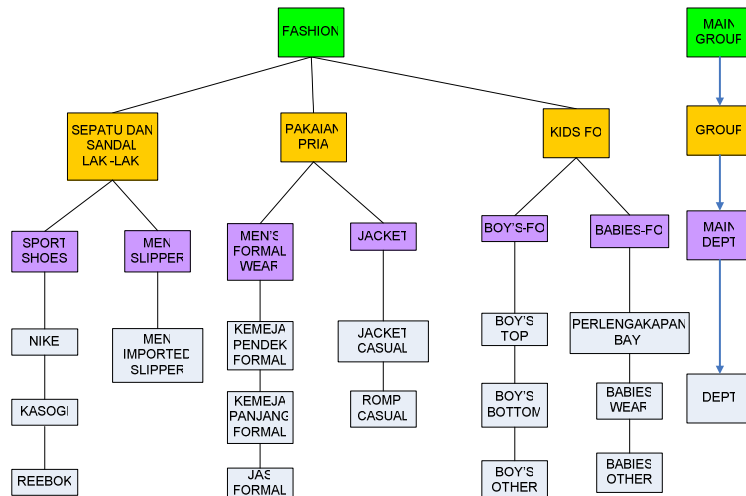 FASHION
MAIN
GROUP
SEPATU DAN
SANDAL
LAK -LAK
PAKAIAN
PRIA
KIDS FO
GROUP
SPORT
SHOES
MEN
SLIPPER
MEN'S
FORMAL
WEAR
JACKET
BOY'S-FO
BABIES-FO
MAIN
DEPT
NIKE
MEN
IMPORTED
SLIPPER
KEMEJA
PENDEK
FORMAL
JACKET
CASUAL
BOY'S
TOP
PERLENGAKAPAN
BAY
DEPT
KASOGI
KEMEJA
PANJANG
FORMAL
ROMP
CASUAL
BOY'S
BOTTOM
BABIES
WEAR
REEBOK
JAS
FORMAL
BOY'S
OTHER
BABIES
OTHER